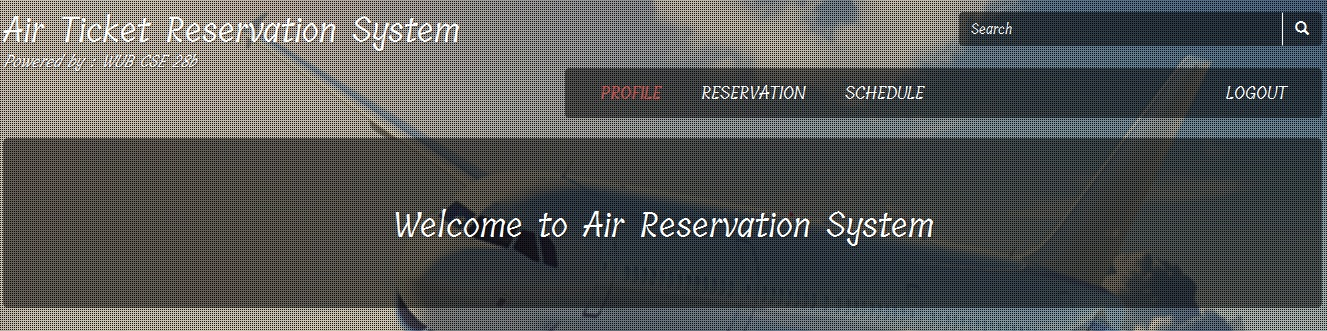 Air Ticket Reservation System
Powered by : WUB CSE 28b
Search
PROFILE RESERVATION SCHEDULE LOGOUT
Welcome to Air Reservation System